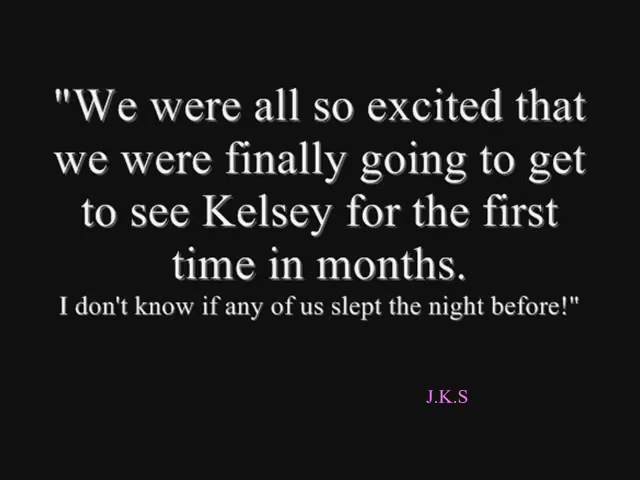 "We were all so excited that
we were finally going to get
to see Kelsey for the first
time in months.
I don't know if any of us slept the night before!"
J.K.S